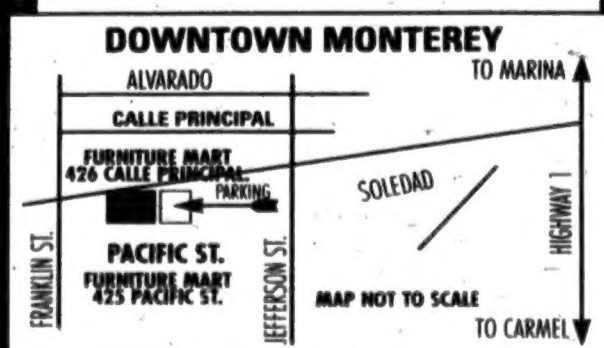 DOWNTOWN MONTEREY
TO MARINA
ALVARADO
CALLE PRINCIPAL
FURNITURE MART
426 CALLE PRINCIPAL.
PARKING
SOLEDAD
HIGHWAY 1
FRANKLIN ST.
JEFFERSON ST.
PACIFIC ST.
FURNITURE MART
425 PACIFIC ST.
MAP NOT TO SCALE
TO CARMEL